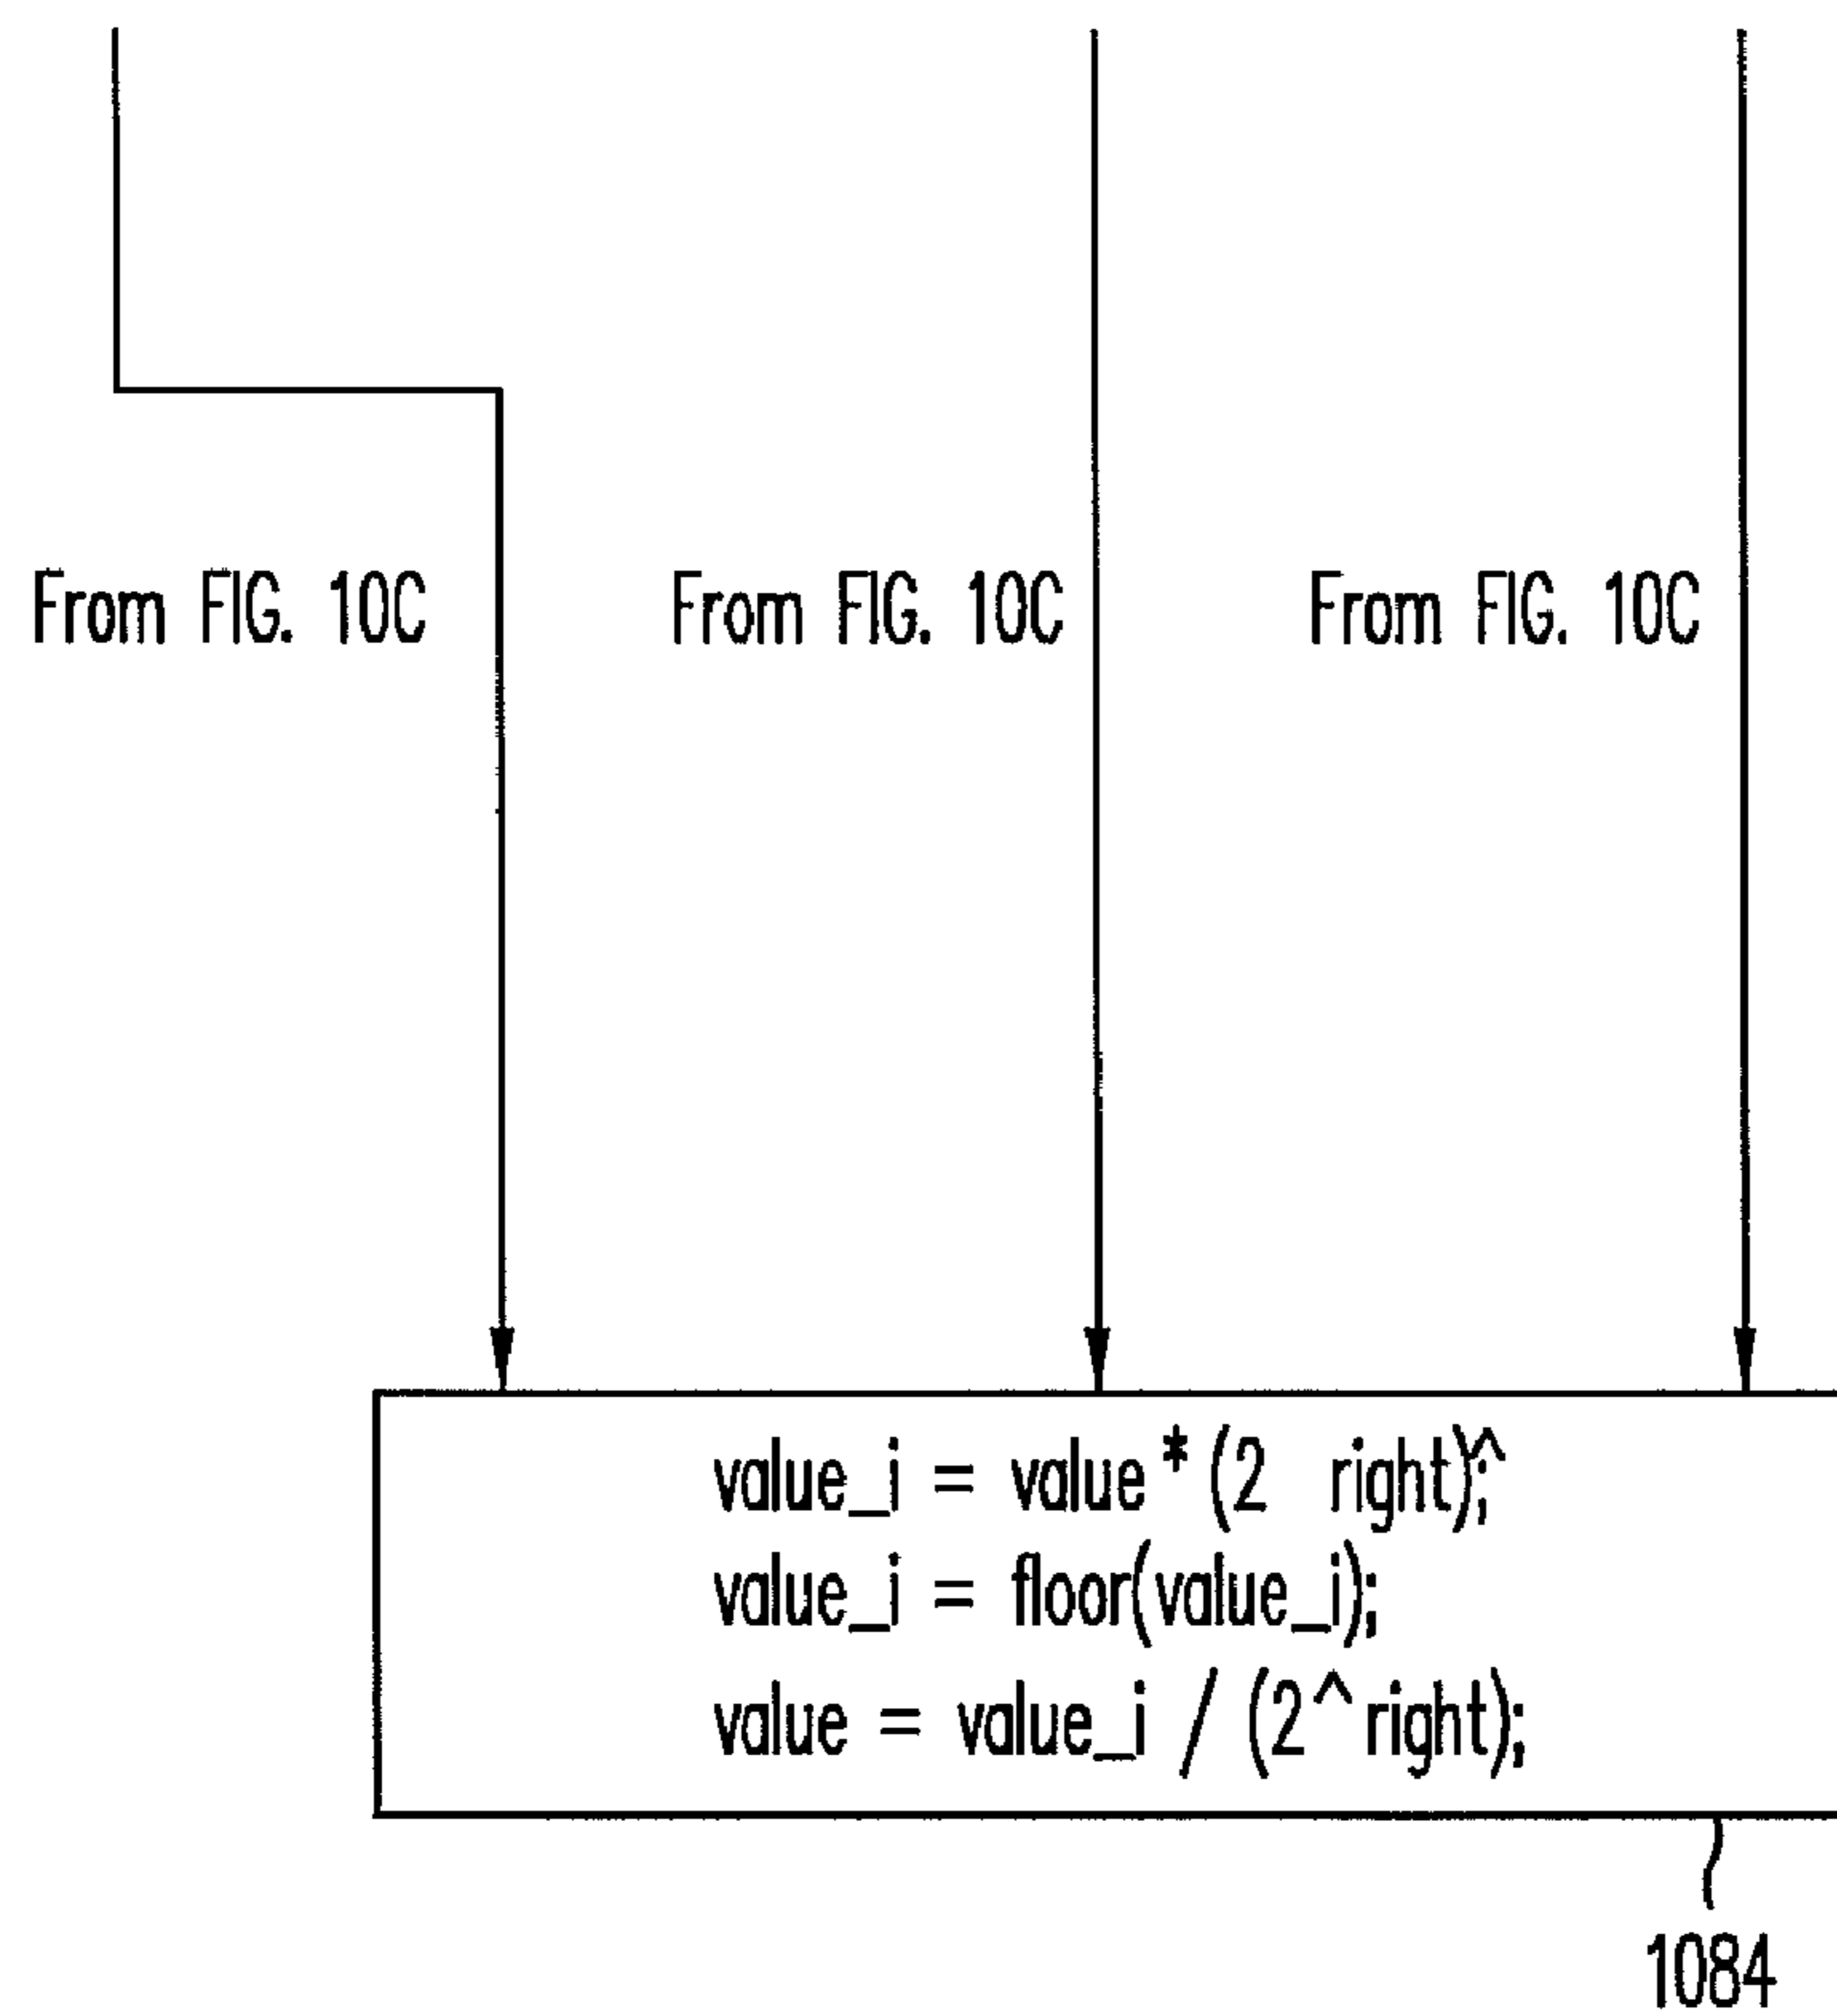 From FIG. 10C
From FIG. 10C
From FIG. 10C
value_i = value*(2 right)^;
value_i = floor(value_i);
value = value_i / (2^right);
1084